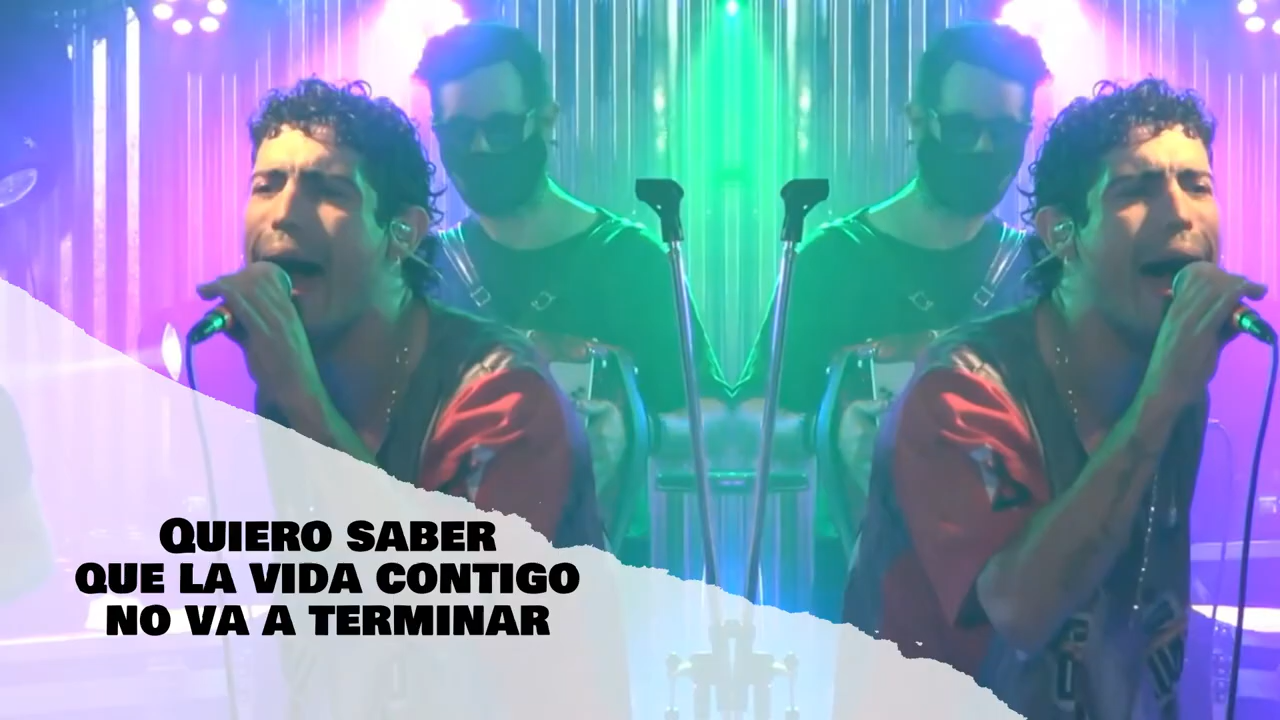 Quiero saber
que la vida contigo
no va a terminar